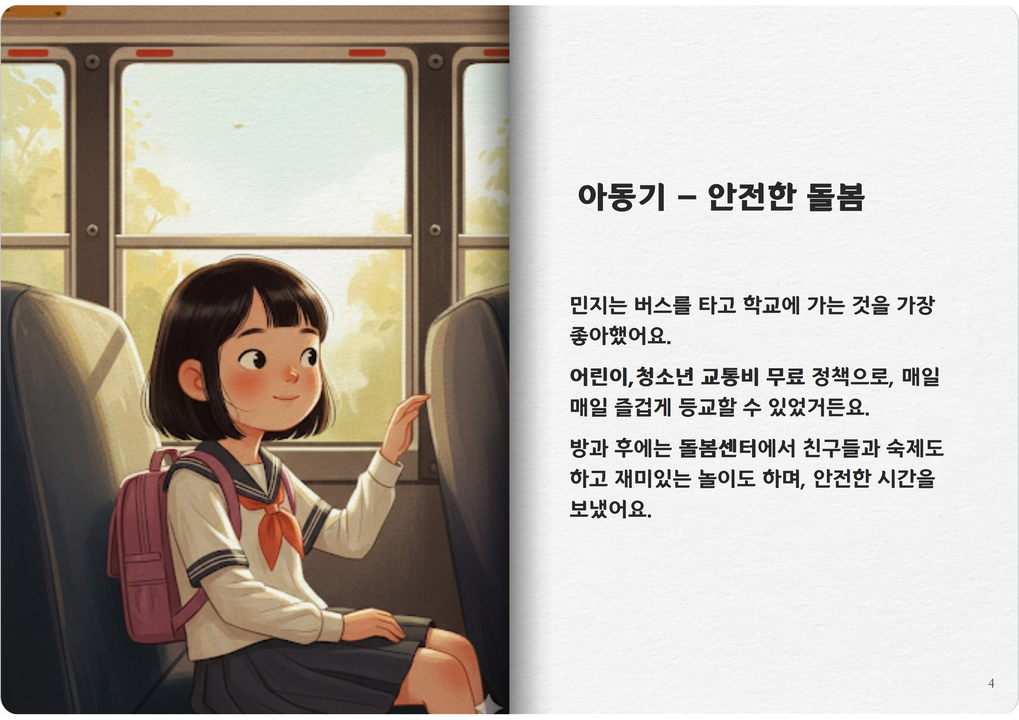 아동기 – 안전한 돌봄
민지는 버스를 타고 학교에 가는 것을 가장
좋아했어요.
어린이,청소년 교통비 무료 정책으로, 매일
매일 즐겁게 등교할 수 있었거든요.
방과 후에는 돌봄센터에서 친구들과 숙제도
하고 재미있는 놀이도 하며, 안전한 시간을
보냈어요.
4